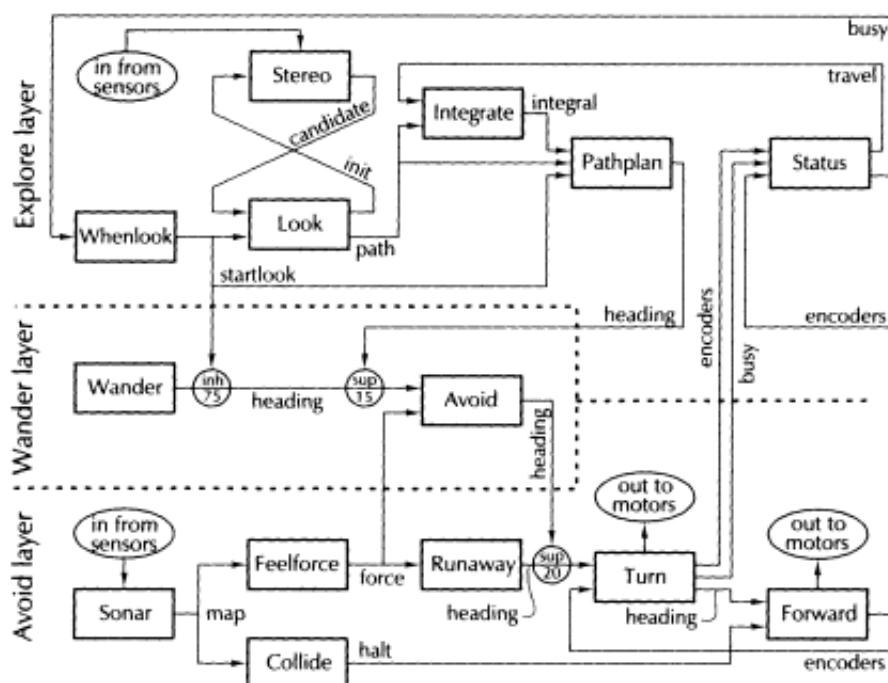 busy
in from
sensors
Stereo
travel
candidate
Integrate
integral
init
Pathplan
Status
Explore layer
Whenlook
Look
path
startlook
heading
encoders
busy
encoders
Wander layer
Wander
inh
75
heading
sup
15
Avoid
heading
Avoid layer
in from
sensors
out to
motors
out to
motors
Feelforce
force
Runaway
sup
20
Turn
Sonar
map
heading
heading
Forward
Collide
halt
encoders